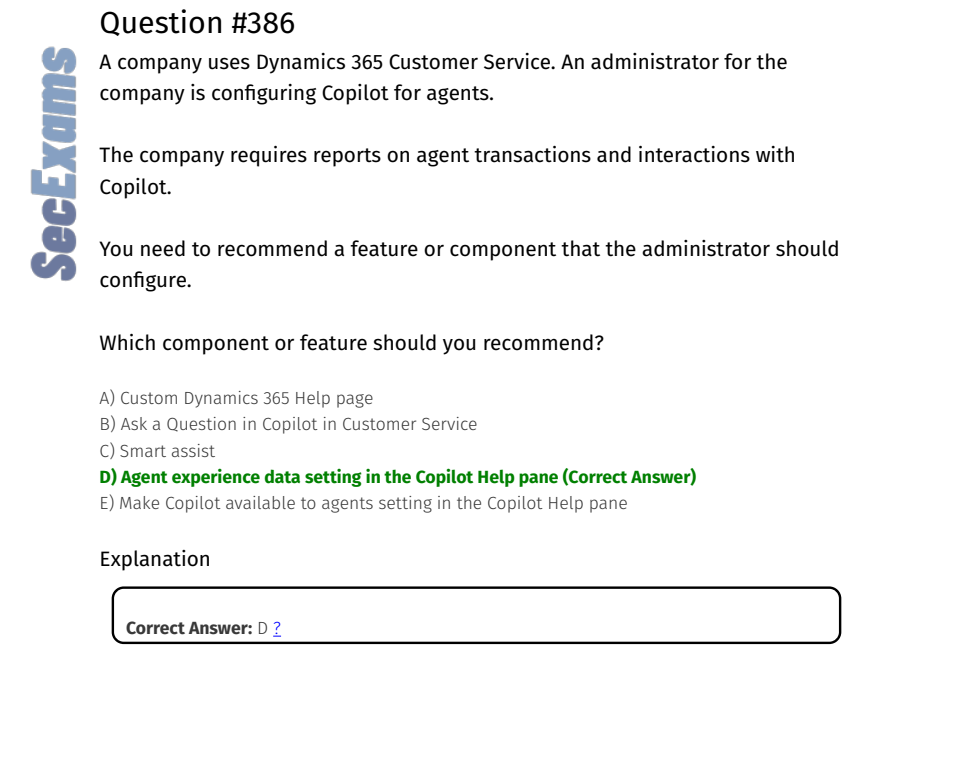 Question #386
SecExams
A company uses Dynamics 365 Customer Service. An administrator for the
company is configuring Copilot for agents.
The company requires reports on agent transactions and interactions with
Copilot.
You need to recommend a feature or component that the administrator should
configure.
Which component or feature should you recommend?
A) Custom Dynamics 365 Help page
B) Ask a Question in Copilot in Customer Service
C) Smart assist
D) Agent experience data setting in the Copilot Help pane (Correct Answer)
E) Make Copilot available to agents setting in the Copilot Help pane
Explanation
Correct Answer: D ?